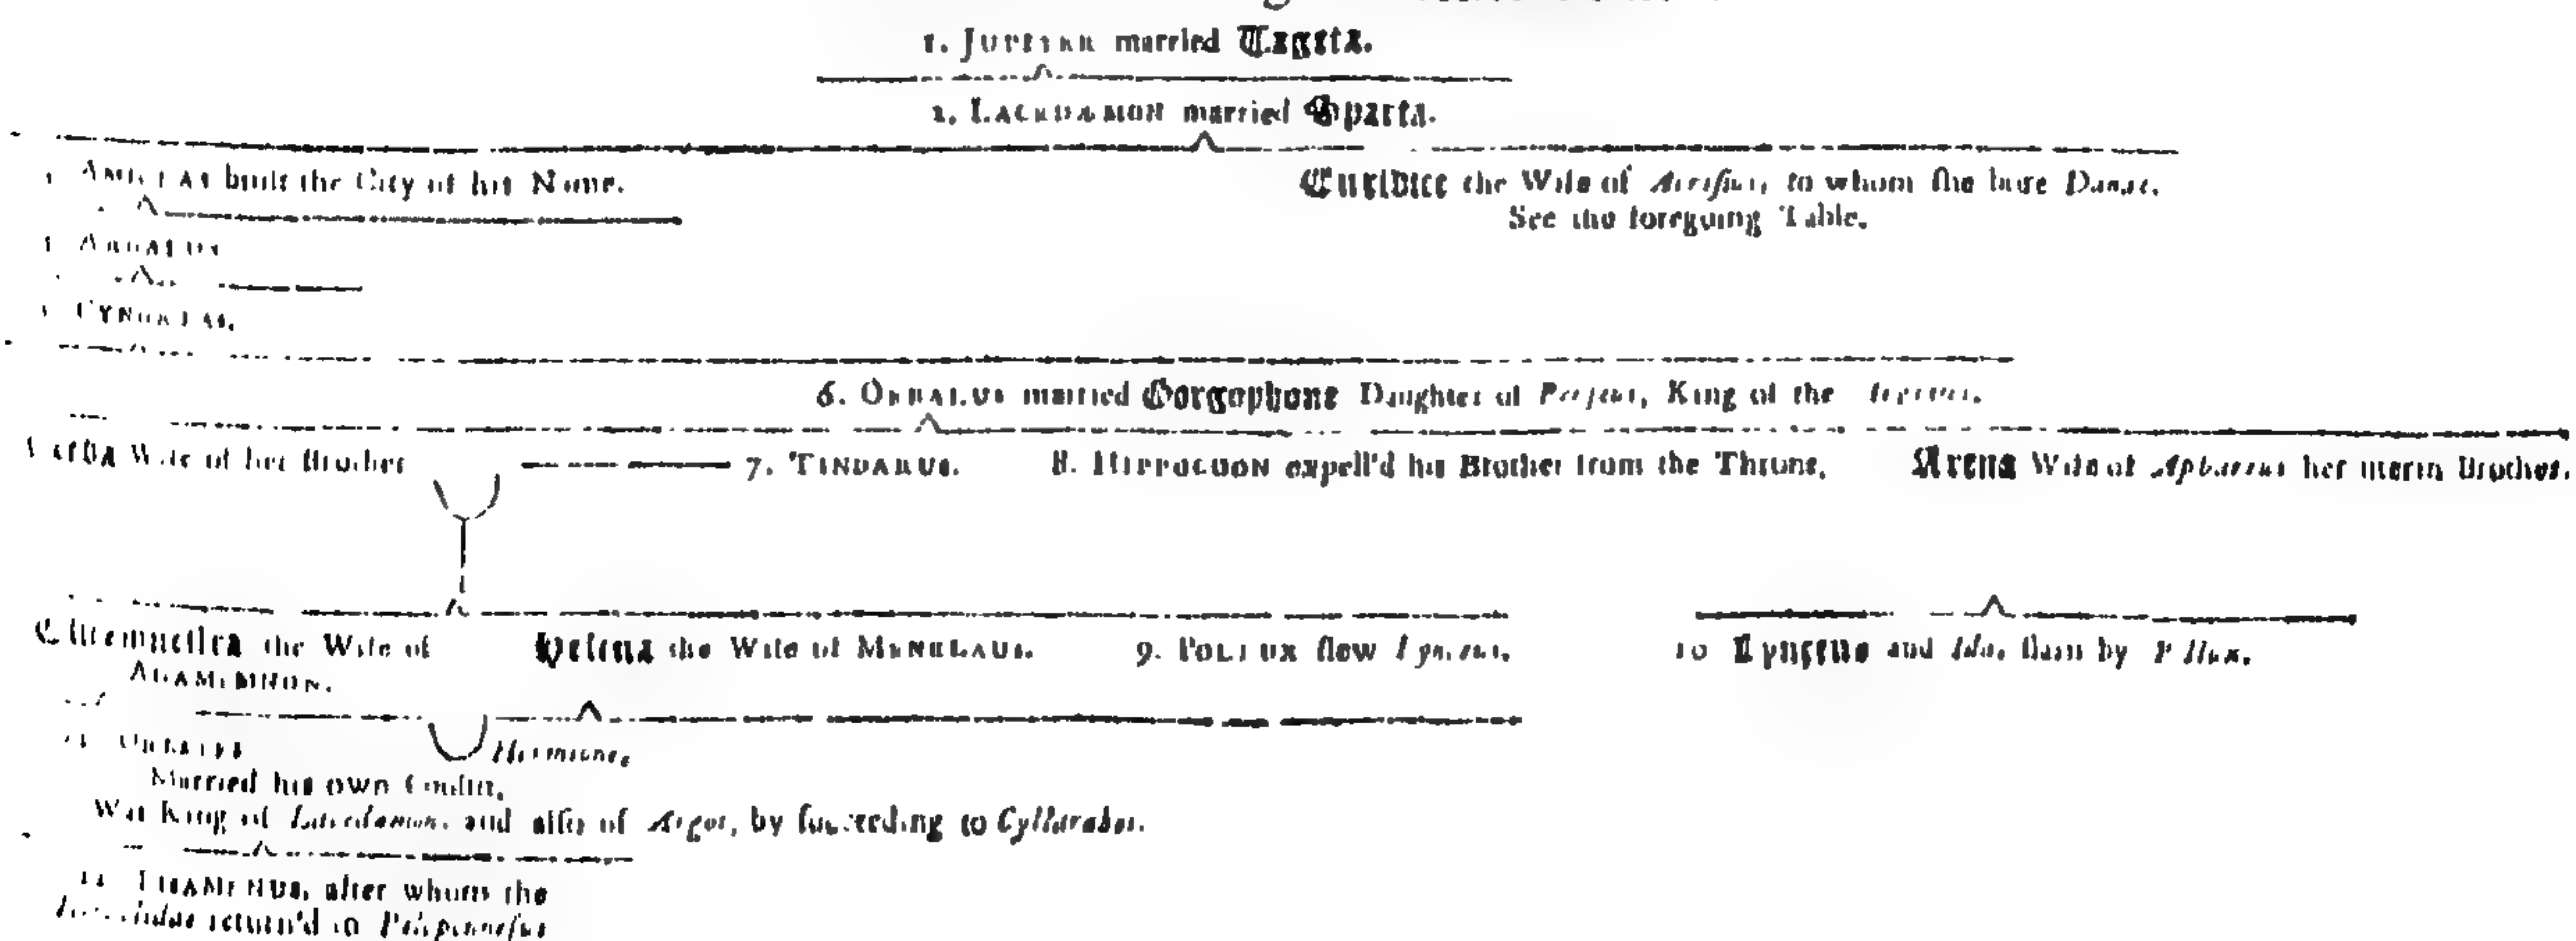 1. JUPITER married Tageta.
2. LACEDÆMON married Sparta.
built the City of his Name.
Euridice the Wife of Acrisius, to whom she bore Danae.
See the foregoing Table.
CYNORTAS.
6. OEBALUS married Gorgophone Daughter of Perseus, King of the
Wife of her Brother 7. TINDARUS. 8. HIPPOCOON expell'd his Brother from the Throne. Arena Wife of Aphareus her uterin Brother.
Clitemnestra the Wife of Helena the Wife of MENELAUS. 9. POLLUX slew Lynceus. 10 Lynceus and Idas slain by Pollux.
AGAMEMNON.
ORESTES Hermione,
Married his own Cousin,
Was King of Lacedæmon, and also of Argos, by succeeding to Cyllarabes.
TISAMENUS, after whom the
return'd to Peloponnesus